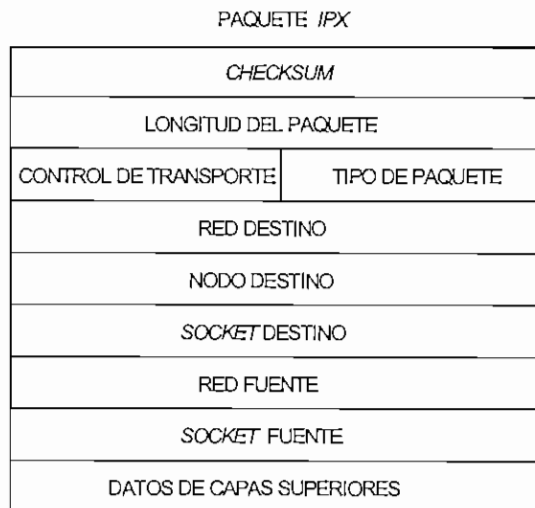 PAQUETE IPX
CHECKSUM
LONGITUD DEL PAQUETE
CONTROL DE TRANSPORTE TIPO DE PAQUETE
RED DESTINO
NODO DESTINO
SOCKET DESTINO
RED FUENTE
SOCKET FUENTE
DATOS DE CAPAS SUPERIORES